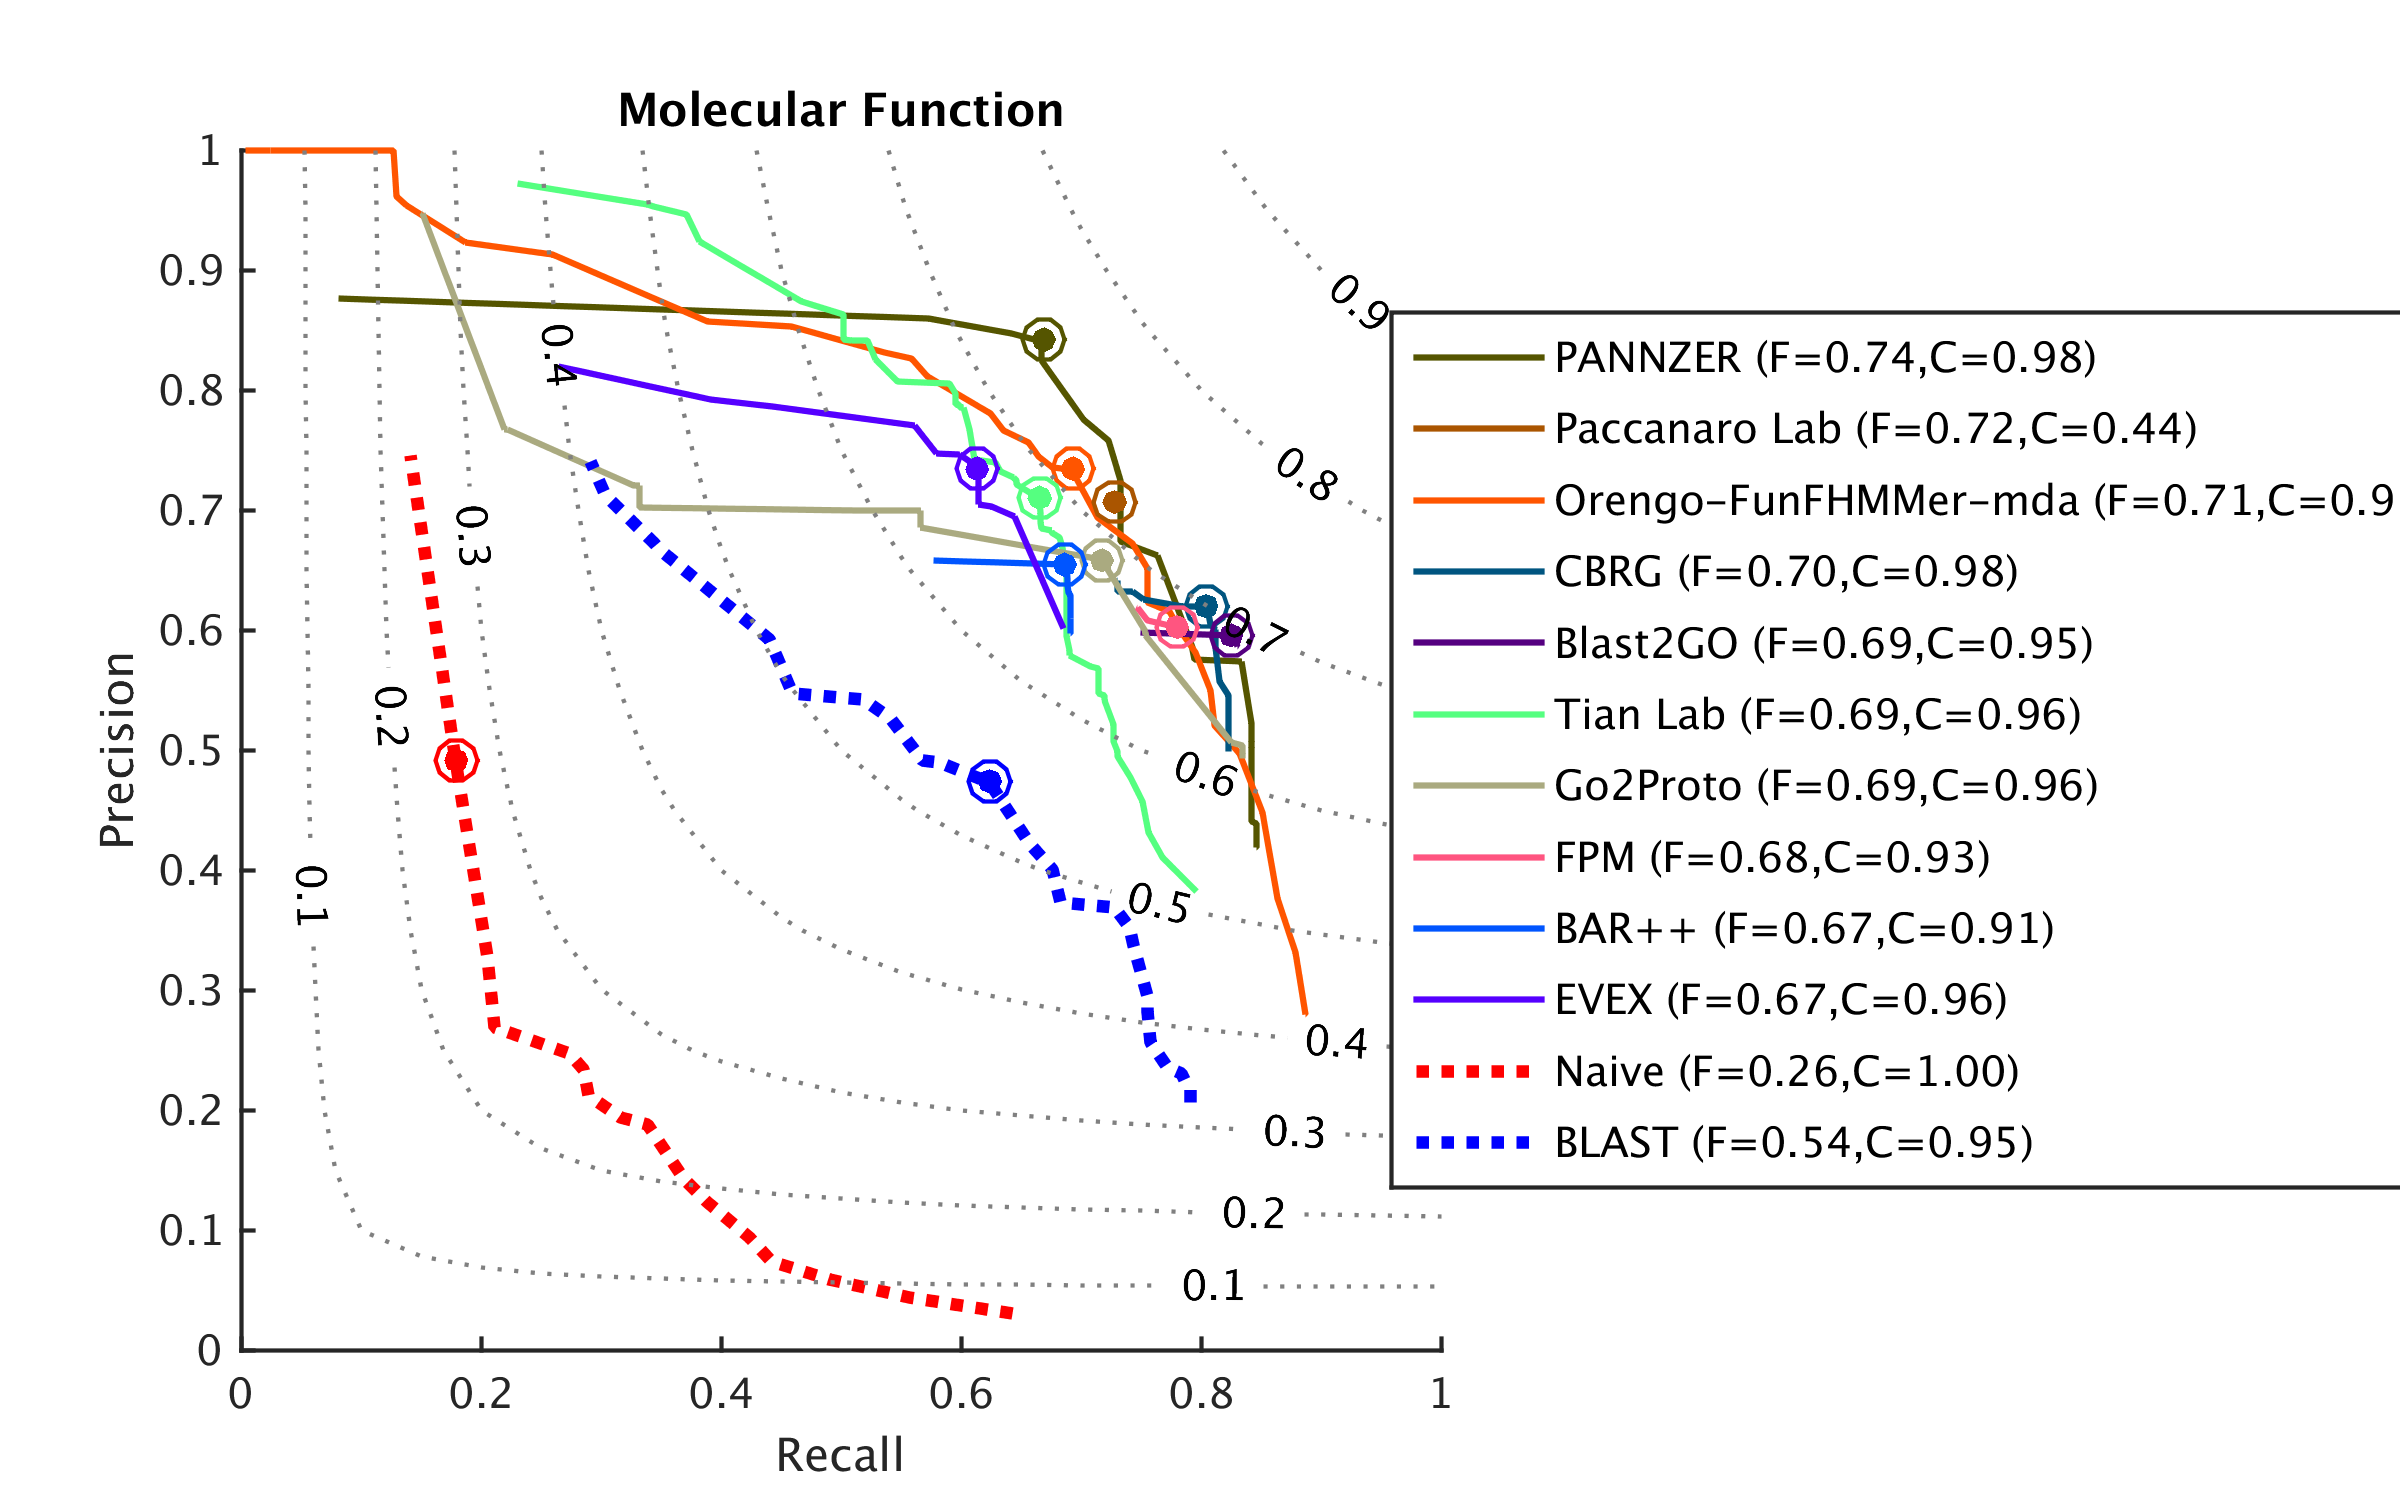 Molecular Function
Precision
1
0.9
0.8
0.7
0.6
0.5
0.4
0.3
0.2
0.1
0
0
0.2
0.4
0.6
0.8
1
Recall
0.1
0.2
0.3
0.4
0.9
0.8
0.7
0.6
0.5
0.4
0.3
0.2
0.1
PANNZER (F=0.74,C=0.98)
Paccanaro Lab (F=0.72,C=0.44)
Orengo-FunFHMMer-mda (F=0.71,C=0.9
CBRG (F=0.70,C=0.98)
Blast2GO (F=0.69,C=0.95)
Tian Lab (F=0.69,C=0.96)
Go2Proto (F=0.69,C=0.96)
FPM (F=0.68,C=0.93)
BAR++ (F=0.67,C=0.91)
EVEX (F=0.67,C=0.96)
Naive (F=0.26,C=1.00)
BLAST (F=0.54,C=0.95)